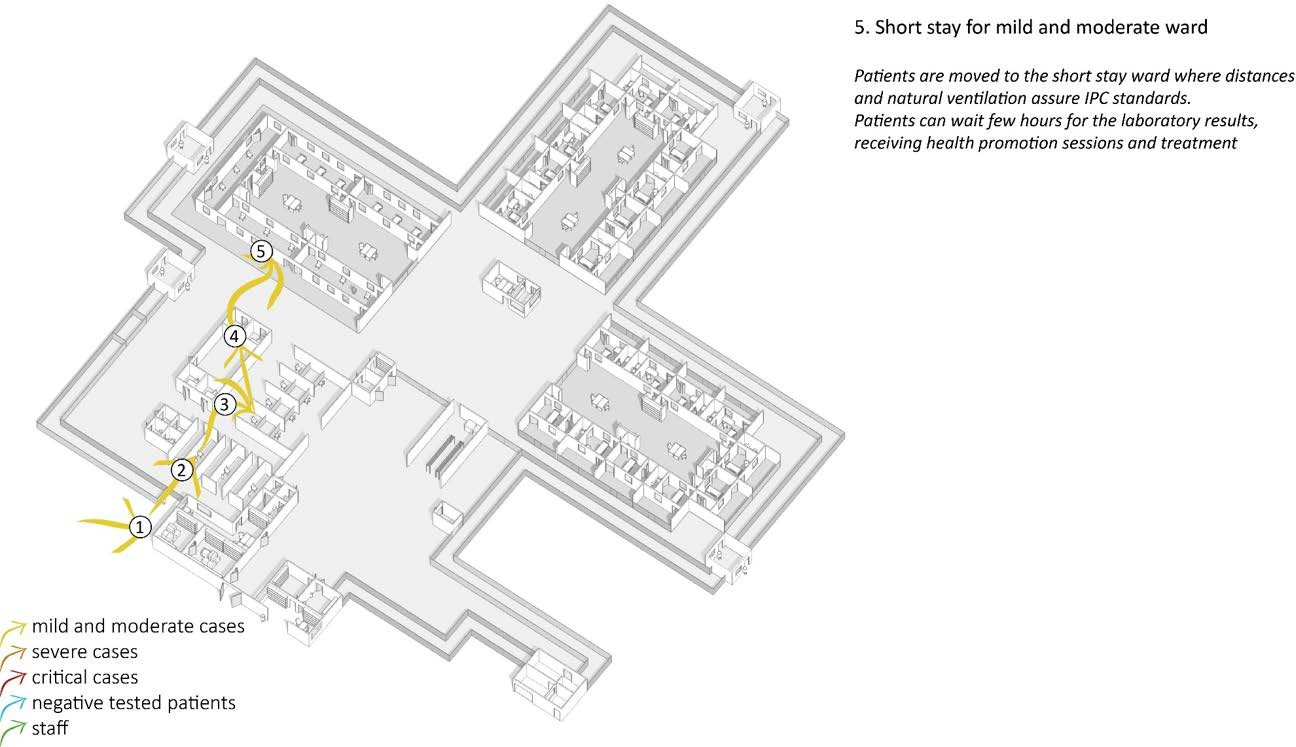 5. Short stay for mild and moderate ward
Patients are moved to the short stay ward where distances
and natural ventilation assure IPC standards.
Patients can wait few hours for the laboratory results,
receiving health promotion sessions and treatment
5
4
3
2
1
mild and moderate cases
severe cases
critical cases
negative tested patients
staff